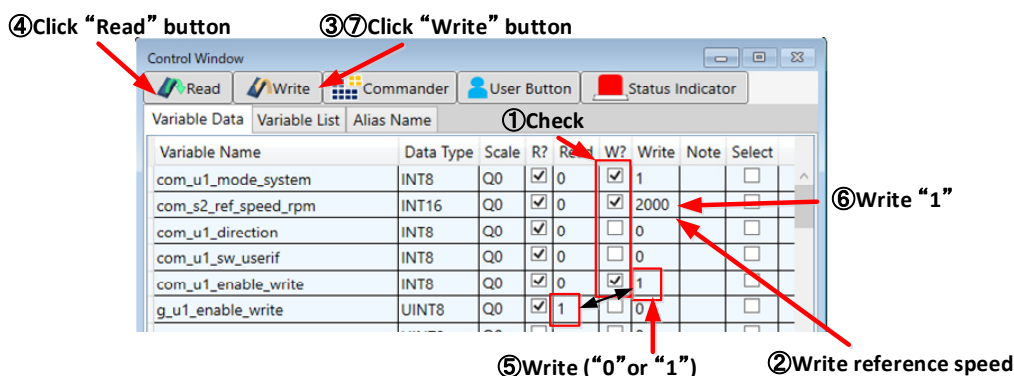 ④Click “Read” button
③⑦Click “Write” button
Control Window
Read Write Commander User Button Status Indicator
Variable Data Variable List Alias Name
①Check
Variable Name Data Type Scale R? Read W? Write Note Select
com_u1_mode_system INT8 Q0 0 1
com_s2_ref_speed_rpm INT16 Q0 0 2000
⑥Write “1”
com_u1_direction INT8 Q0 0 0
com_u1_sw_userif INT8 Q0 0 0
com_u1_enable_write INT8 Q0 0 1
g_u1_enable_write UINT8 Q0 1 0
⑤Write (“0”or “1”)
②Write reference speed